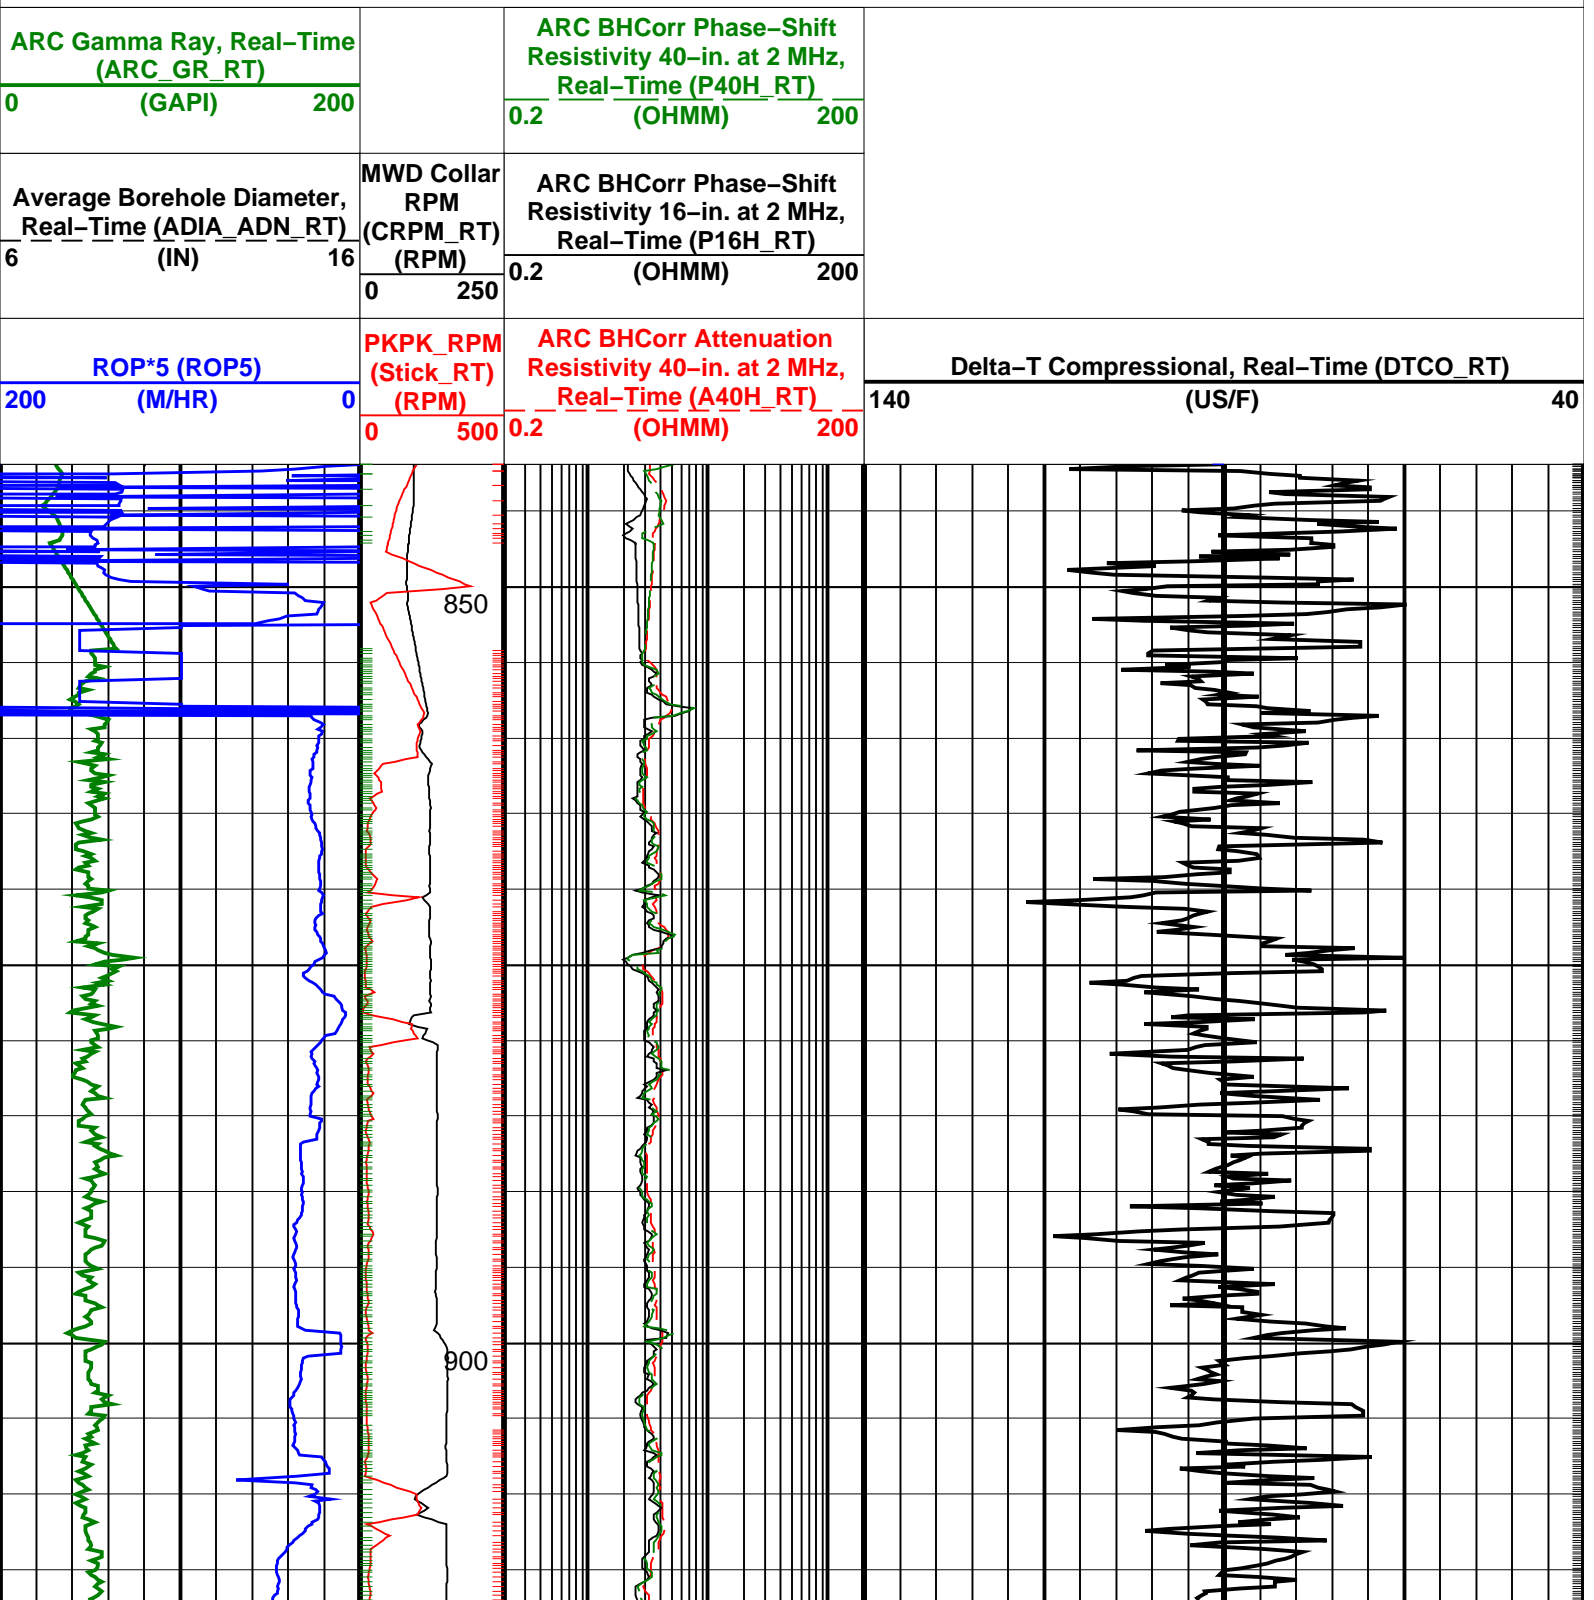 ARC Gamma Ray, Real−Time
(ARC_GR_RT)
0 (GAPI) 200
ARC BHCorr Phase−Shift
Resistivity 40−in. at 2 MHz,
Real−Time (P40H_RT)
0.2 (OHMM) 200
Average Borehole Diameter,
Real−Time (ADIA_ADN_RT)
6 (IN) 16
MWD Collar
RPM
(CRPM_RT)
(RPM)
0 250
ARC BHCorr Phase−Shift
Resistivity 16−in. at 2 MHz,
Real−Time (P16H_RT)
0.2 (OHMM) 200
ROP*5 (ROP5)
200 (M/HR) 0
PKPK_RPM
(Stick_RT)
(RPM)
0 500
ARC BHCorr Attenuation
Resistivity 40−in. at 2 MHz,
Real−Time (A40H_RT)
0.2 (OHMM) 200
Delta−T Compressional, Real−Time (DTCO_RT)
140 (US/F) 40
850
900